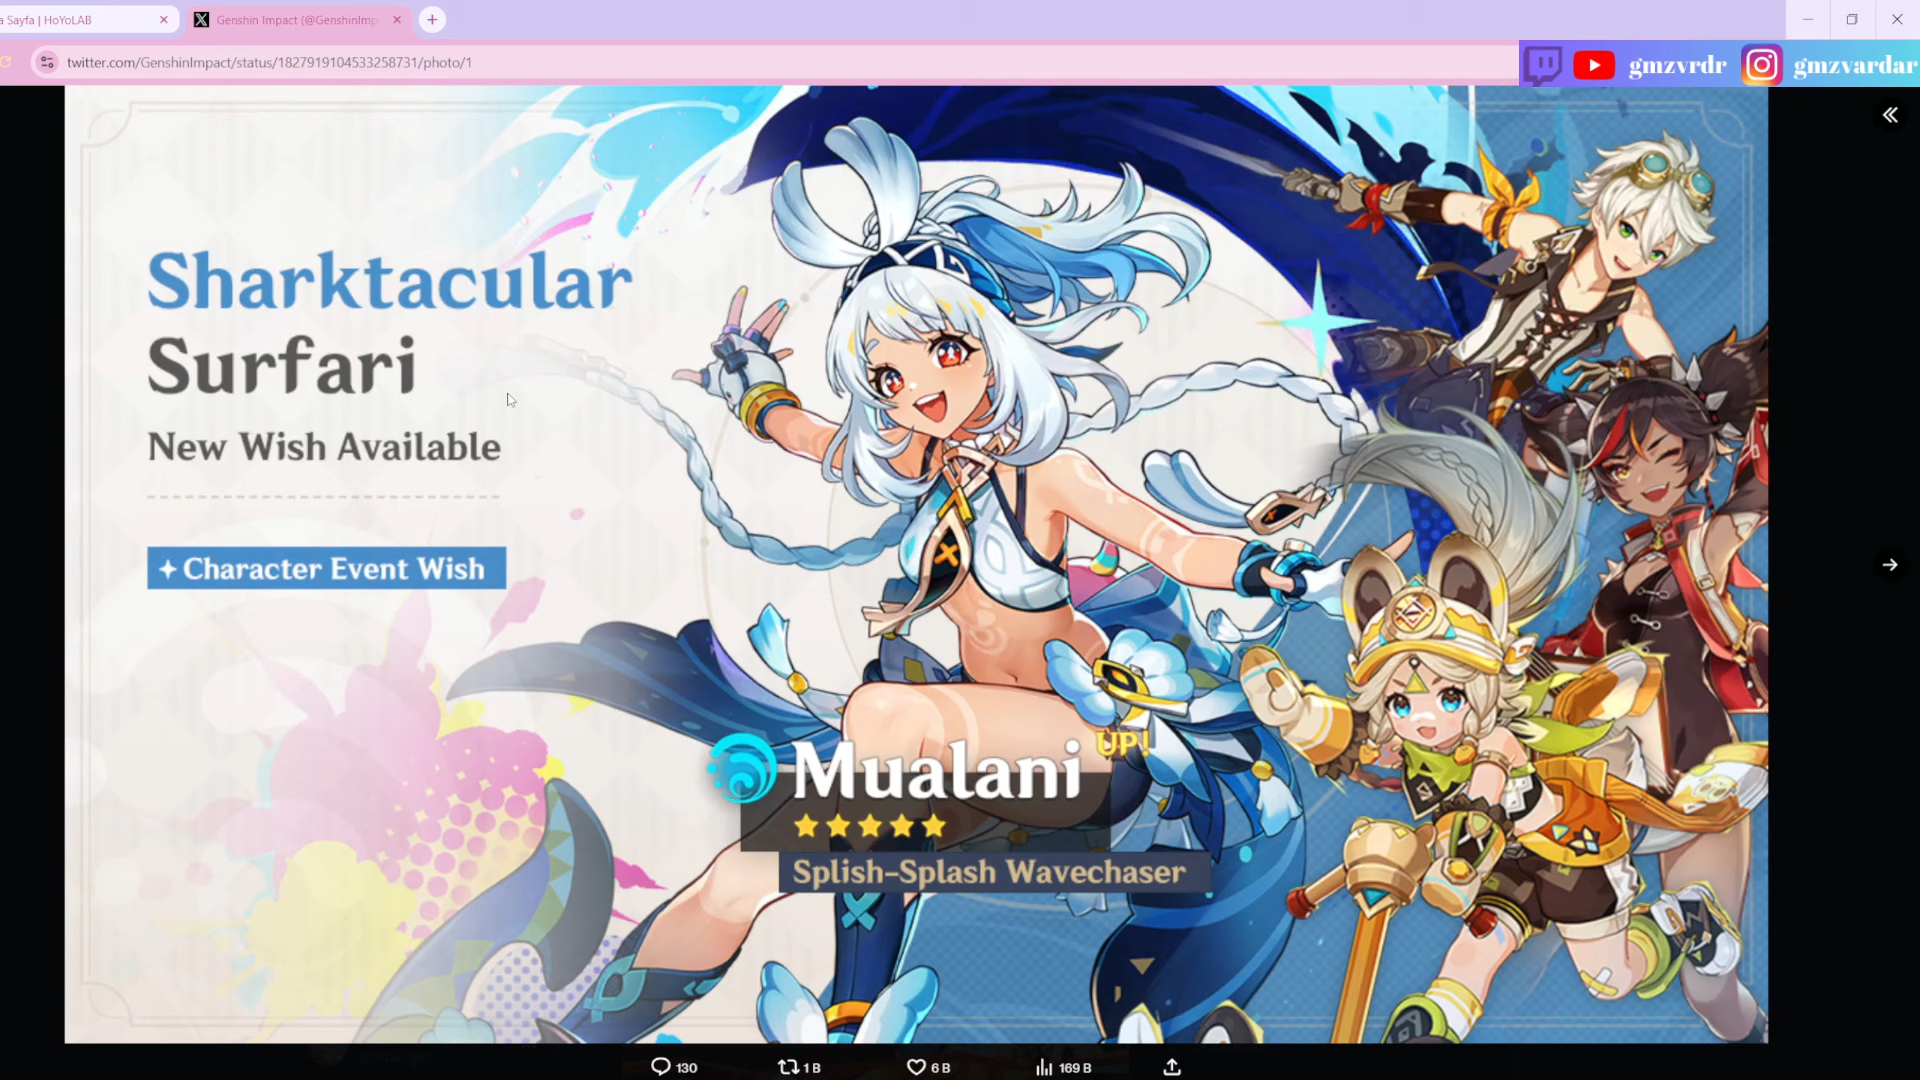 a Sayfa | HoYoLAB
Genshin Impact (@GenshinImp
twitter.com/GenshinImpact/status/1827919104533258731/photo/1
gmzvrdr
gmzvardar
Sharktacular
Surfari
New Wish Available
Character Event Wish
Mualani
UP!
Splish-Splash Wavechaser
130
1 B
6 B
169 B